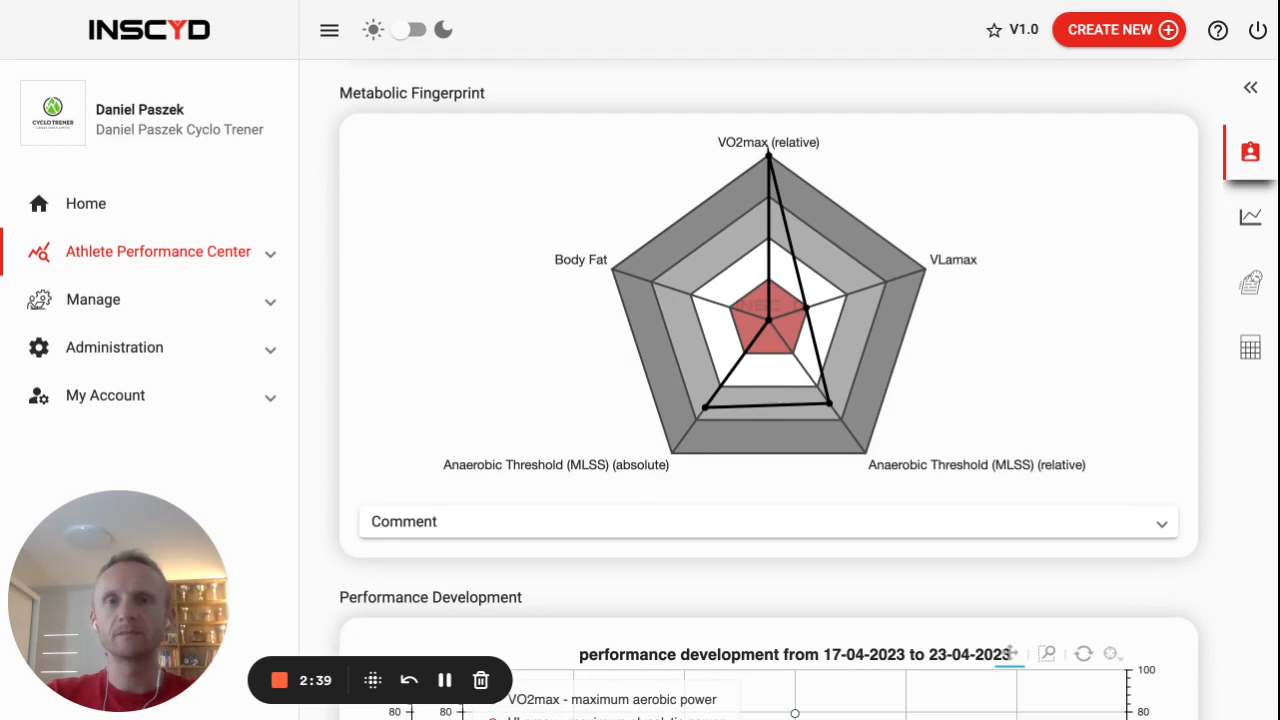 INSCYD
V1.0
CREATE NEW
Daniel Paszek
Daniel Paszek Cyclo Trener
CYCLO TRENER
Home
Athlete Performance Center
Manage
Administration
My Account
Metabolic Fingerprint
VO2max (relative)
Body Fat
VLamax
INSCYD
Anaerobic Threshold (MLSS) (absolute)
Anaerobic Threshold (MLSS) (relative)
Comment
Performance Development
performance development from 17-04-2023 to 23-04-2023
100
VO2max - maximum aerobic power
80
80
80
2:39